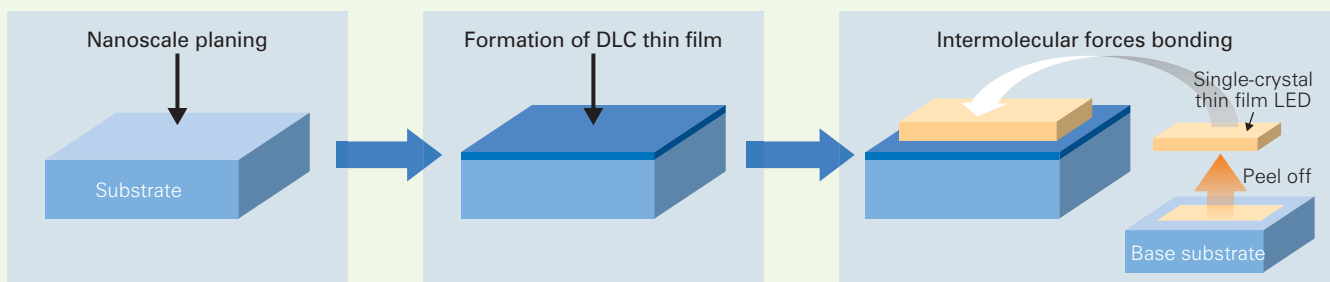 Nanoscale planing
Substrate
Formation of DLC thin film
Intermolecular forces bonding
Single-crystal
thin film LED
Peel off
Base substrate